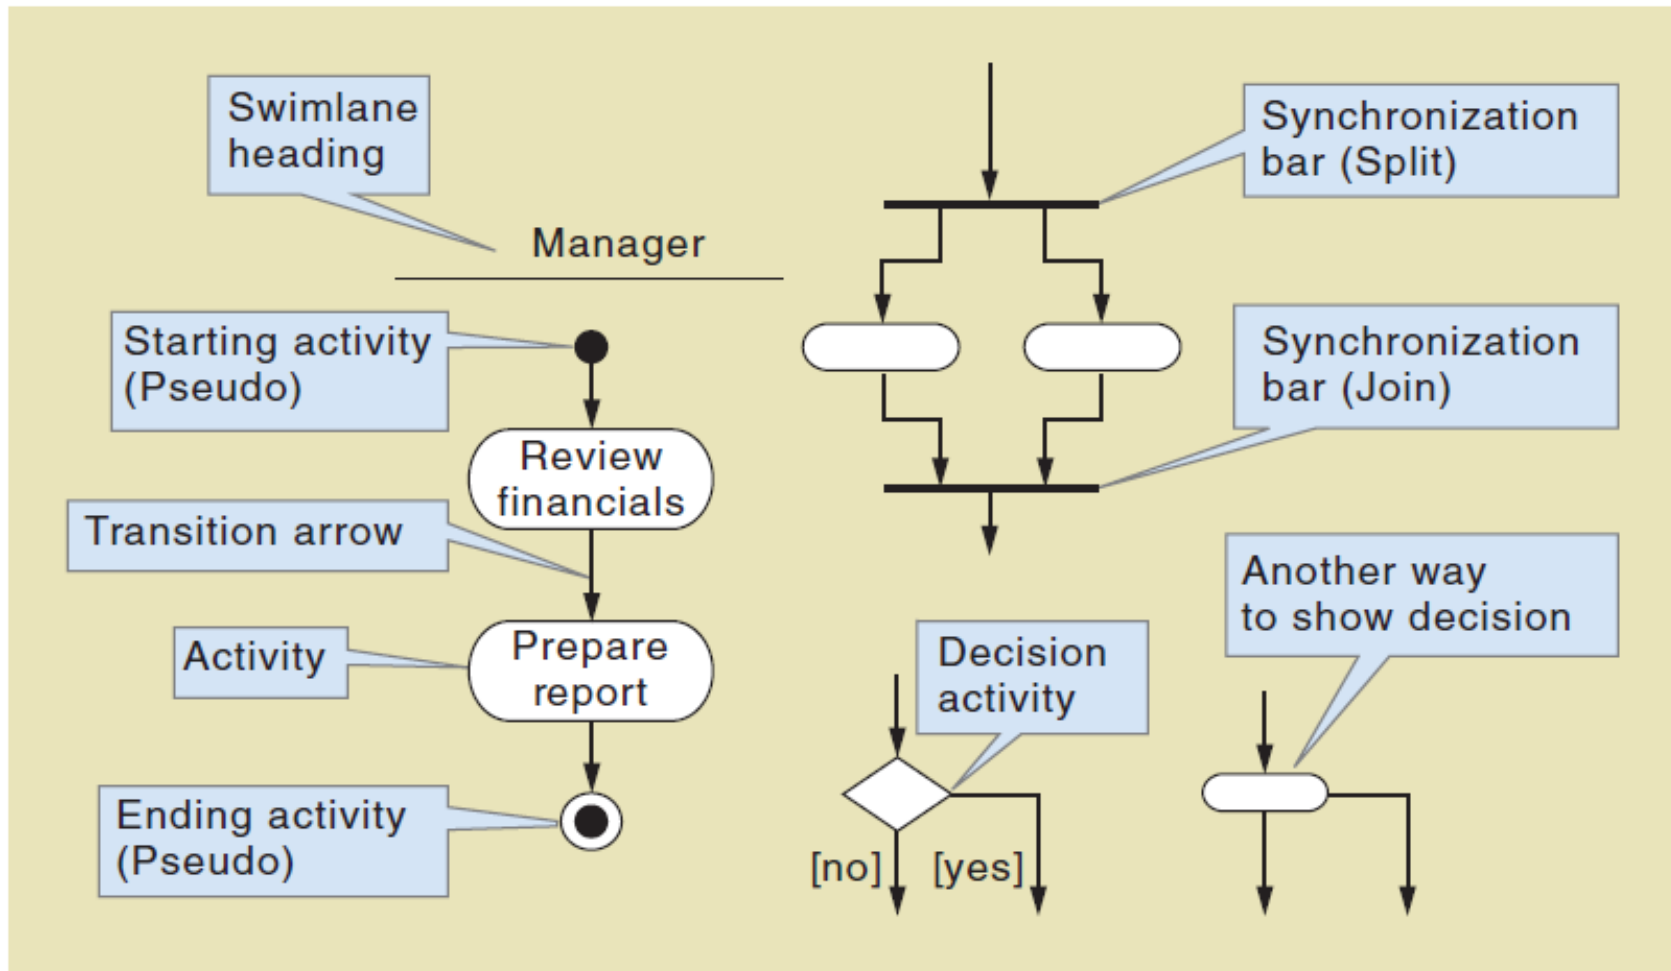 Swimlane
heading
Manager
Starting activity
(Pseudo)
Review
financials
Transition arrow
Activity
Prepare
report
Ending activity
(Pseudo)
Synchronization
bar (Split)
Synchronization
bar (Join)
Decision
activity
[no]
[yes]
Another way
to show decision